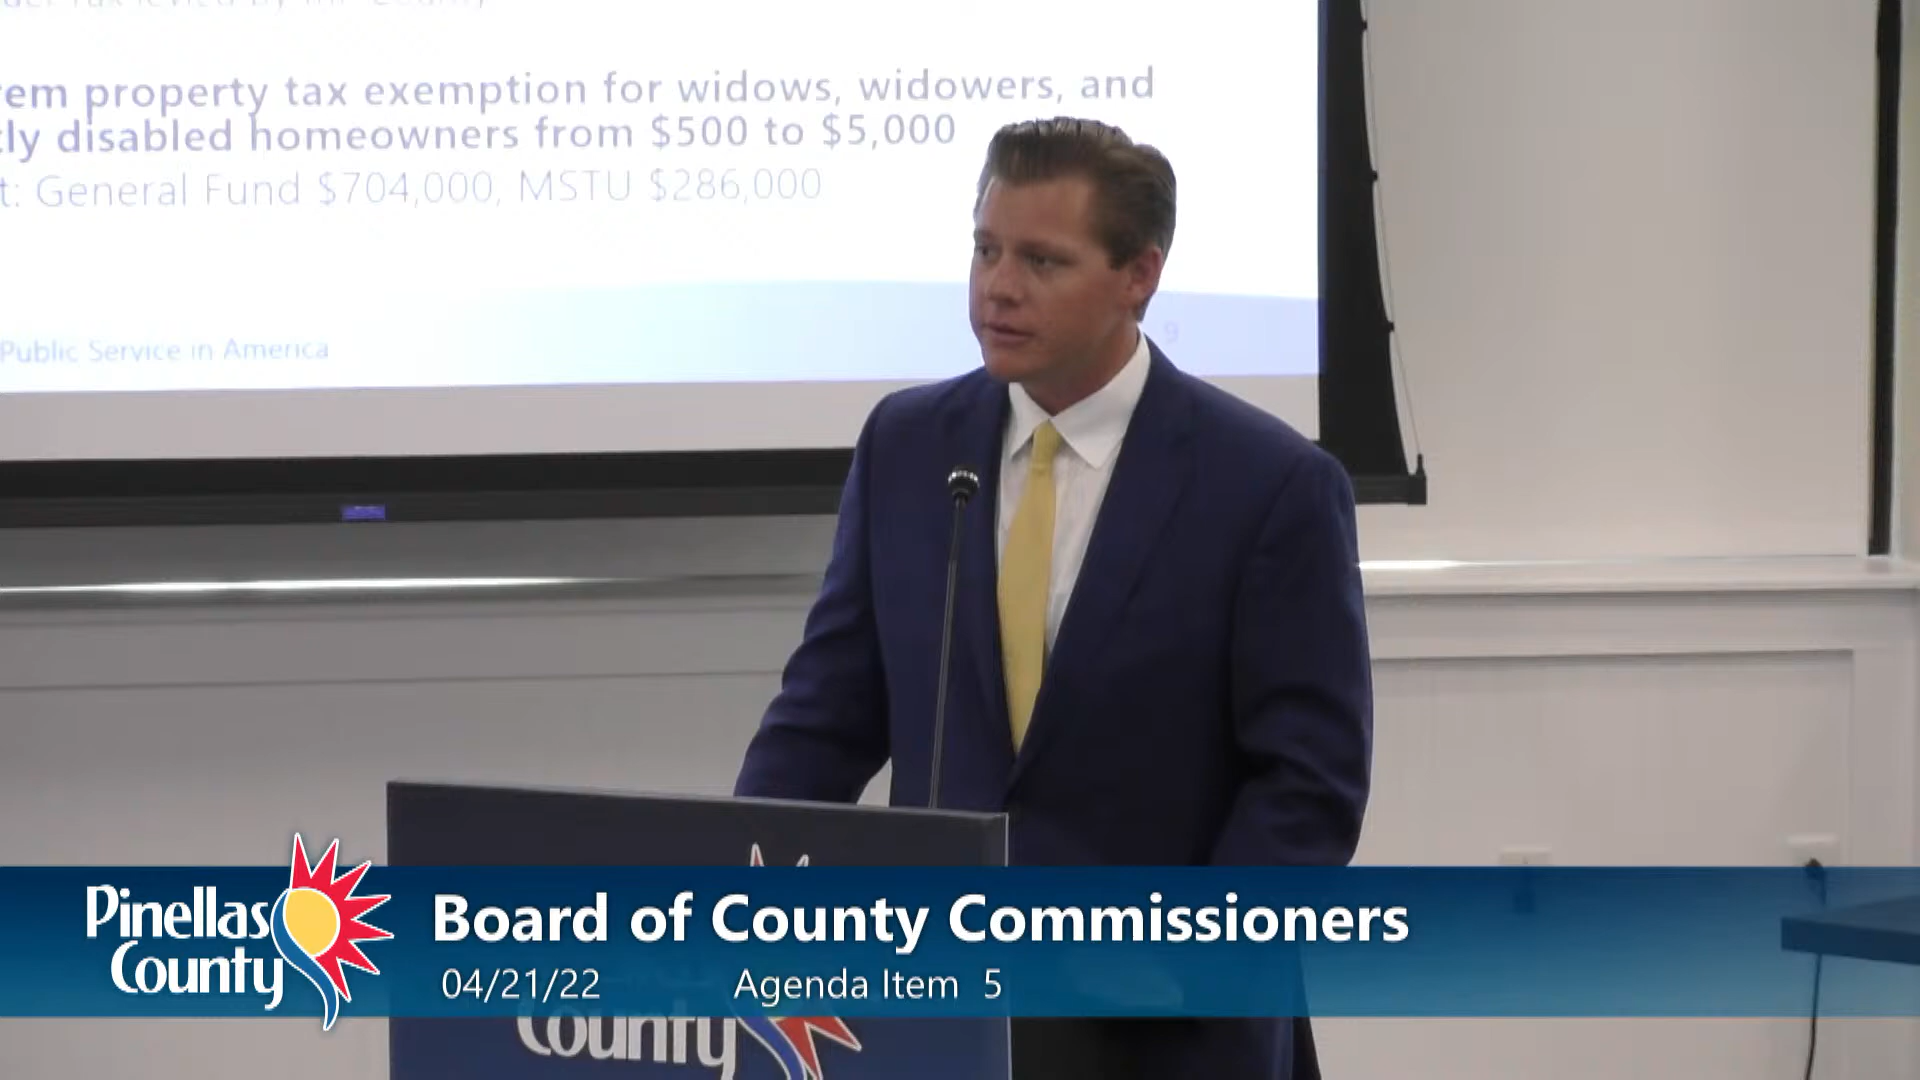 rem property tax exemption for widows, widowers, and
tly disabled homeowners from $500 to $5,000
t: General Fund $704,000, MSTU $286,000
Public Service in America
9
Pinellas
County
Board of County Commissioners
04/21/22 Agenda Item 5
County